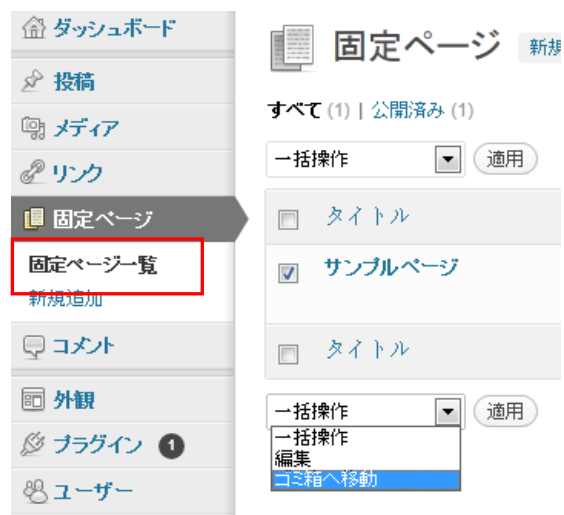 ダッシュボード
投稿
メディア
リンク
固定ページ
固定ページ一覧
新規追加
コメント
外観
プラグイン 1
ユーザー
固定ページ 新規
すべて (1) | 公開済み (1)
一括操作 適用
タイトル
サンプルページ
タイトル
一括操作 適用
一括操作
編集
ゴミ箱へ移動